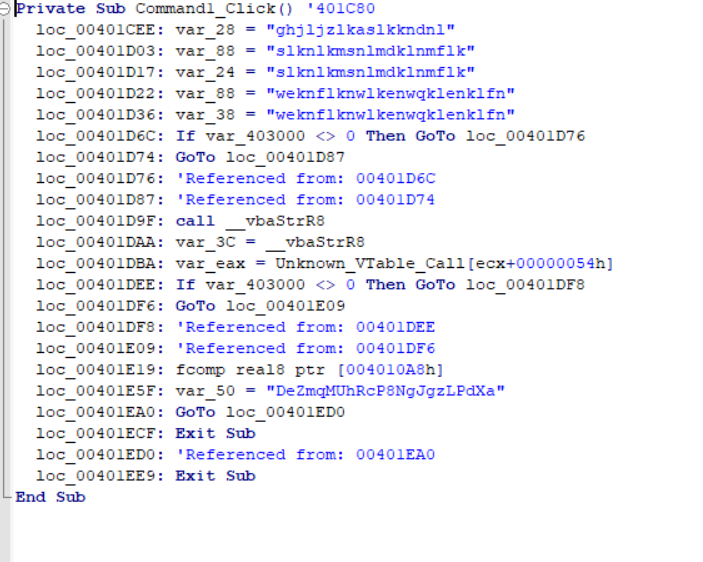 Private Sub Command1_Click() '401C80
loc_00401CEE: var_28 = "ghjljzlkaslkkndnl"
loc_00401D03: var_88 = "slknlkmsnlmdklnmflk"
loc_00401D17: var_24 = "slknlkmsnlmdklnmflk"
loc_00401D22: var_88 = "weknflknwlkenwqklenklfn"
loc_00401D36: var_38 = "weknflknwlkenwqklenklfn"
loc_00401D6C: If var_403000 <> 0 Then GoTo loc_00401D76
loc_00401D74: GoTo loc_00401D87
loc_00401D76: 'Referenced from: 00401D6C
loc_00401D87: 'Referenced from: 00401D74
loc_00401D9F: call __vbaStrR8
loc_00401DAA: var_3C = __vbaStrR8
loc_00401DBA: var_eax = Unknown_VTable_Call[ecx+00000054h]
loc_00401DEE: If var_403000 <> 0 Then GoTo loc_00401DF8
loc_00401DF6: GoTo loc_00401E09
loc_00401DF8: 'Referenced from: 00401DEE
loc_00401E09: 'Referenced from: 00401DF6
loc_00401E19: fcomp real8 ptr [004010A8h]
loc_00401E5F: var_50 = "DeZmqMUhRcP8NgJgzLPdXa"
loc_00401EA0: GoTo loc_00401ED0
loc_00401ECF: Exit Sub
loc_00401ED0: 'Referenced from: 00401EA0
loc_00401EE9: Exit Sub
End Sub